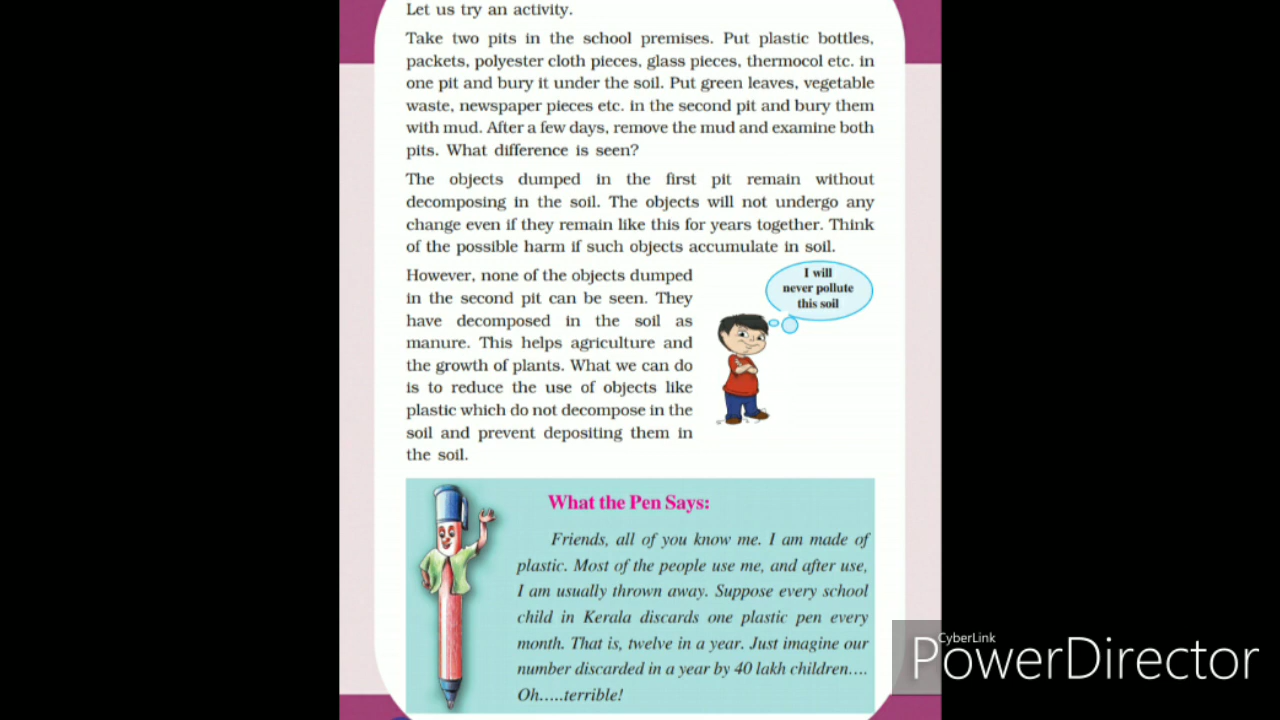 Let us try an activity.
Take two pits in the school premises. Put plastic bottles,
packets, polyester cloth pieces, glass pieces, thermocol etc. in
one pit and bury it under the soil. Put green leaves, vegetable
waste, newspaper pieces etc. in the second pit and bury them
with mud. After a few days, remove the mud and examine both
pits. What difference is seen?
The objects dumped in the first pit remain without
decomposing in the soil. The objects will not undergo any
change even if they remain like this for years together. Think
of the possible harm if such objects accumulate in soil.
However, none of the objects dumped
in the second pit can be seen. They
have decomposed in the soil as
manure. This helps agriculture and
the growth of plants. What we can do
is to reduce the use of objects like
plastic which do not decompose in the
soil and prevent depositing them in
the soil.
I will
never pollute
this soil
What the Pen Says:
Friends, all of you know me. I am made of
plastic. Most of the people use me, and after use,
I am usually thrown away. Suppose every school
child in Kerala discards one plastic pen every
month. That is, twelve in a year. Just imagine our
number discarded in a year by 40 lakh children....
Oh.....terrible!
CyberLink
PowerDirector